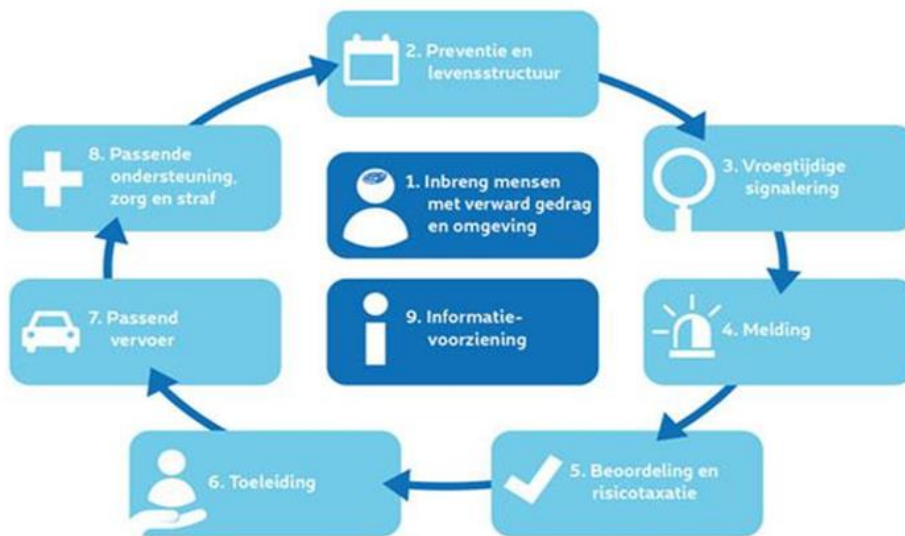 2. Preventie en
levensstructuur
8. Passende
ondersteuning,
zorg en straf
1. Inbreng mensen
met verward gedrag
en omgeving
3. Vroegtijdige
signalering
7. Passend
vervoer
9. Informatie-
voorziening
4. Melding
6. Toeleiding
5. Beoordeling en
risicotaxatie